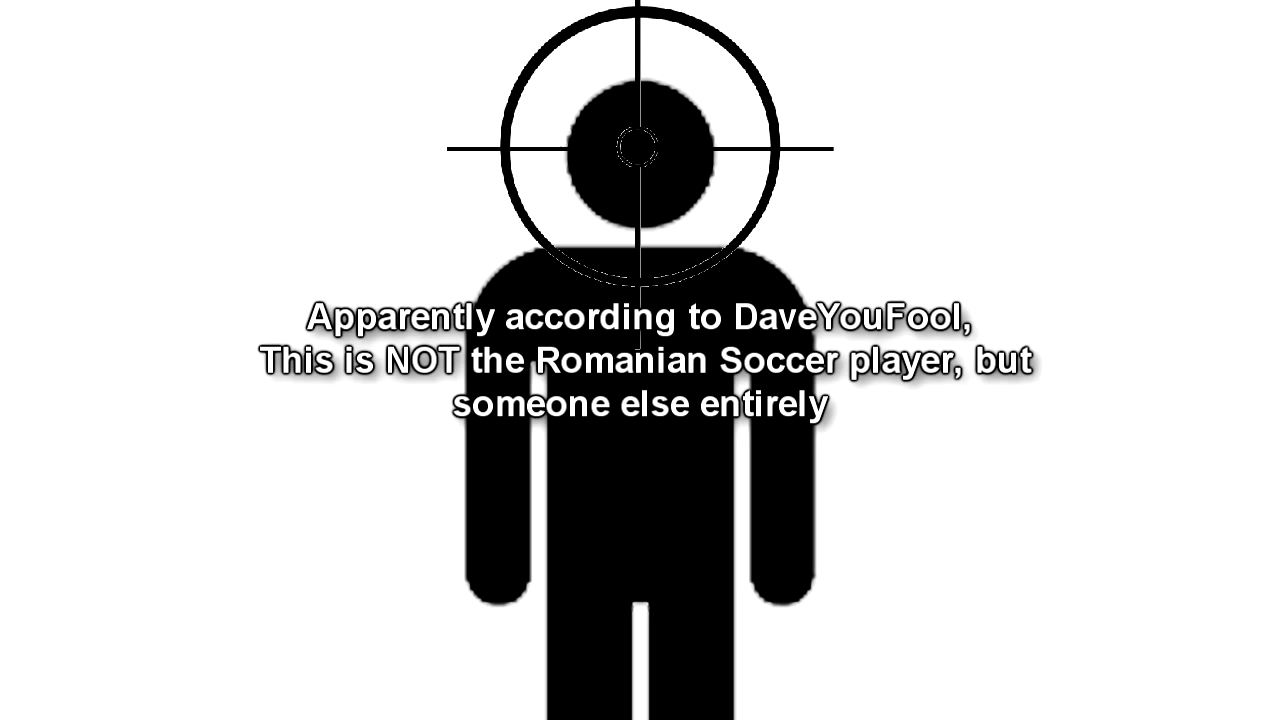 Apparently according to DaveYouFool,
This is NOT the Romanian Soccer player, but
someone else entirely